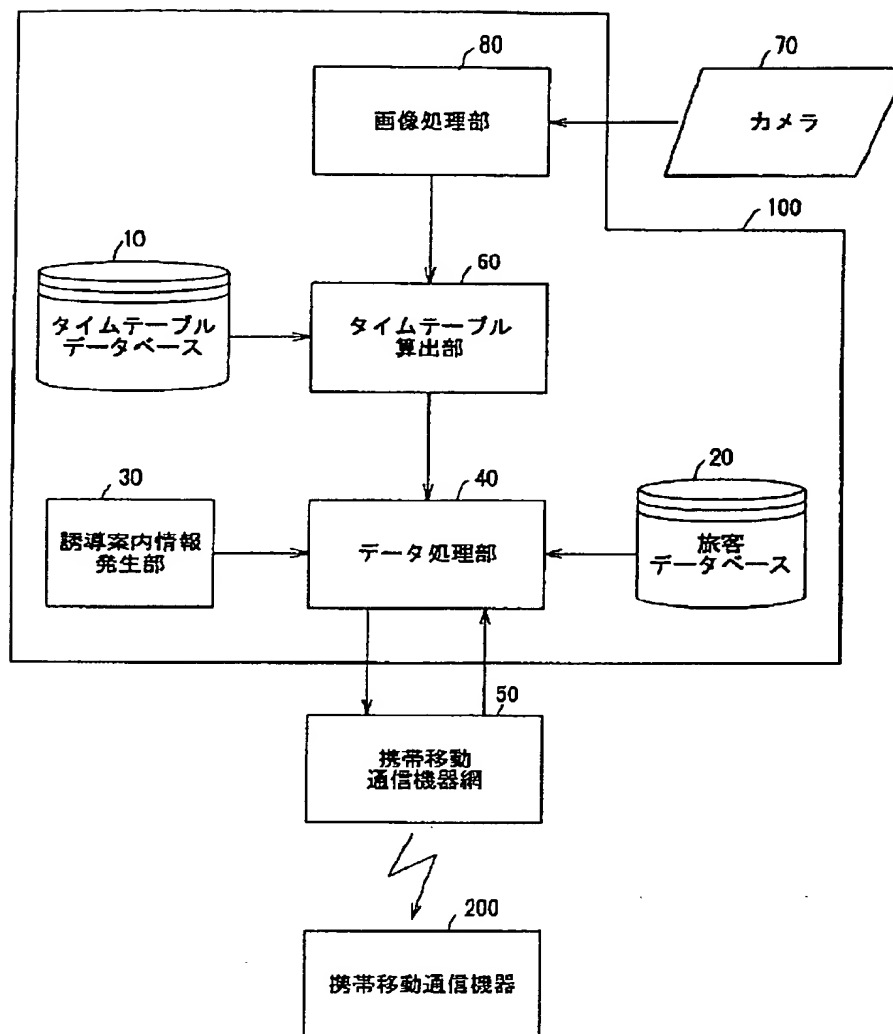 80
画像処理部
70
カメラ
100
10
タイムテーブル
データベース
60
タイムテーブル
算出部
30
誘導案内情報
発生部
40
データ処理部
20
旅客
データベース
50
携帯移動
通信機器網
200
携帯移動通信機器